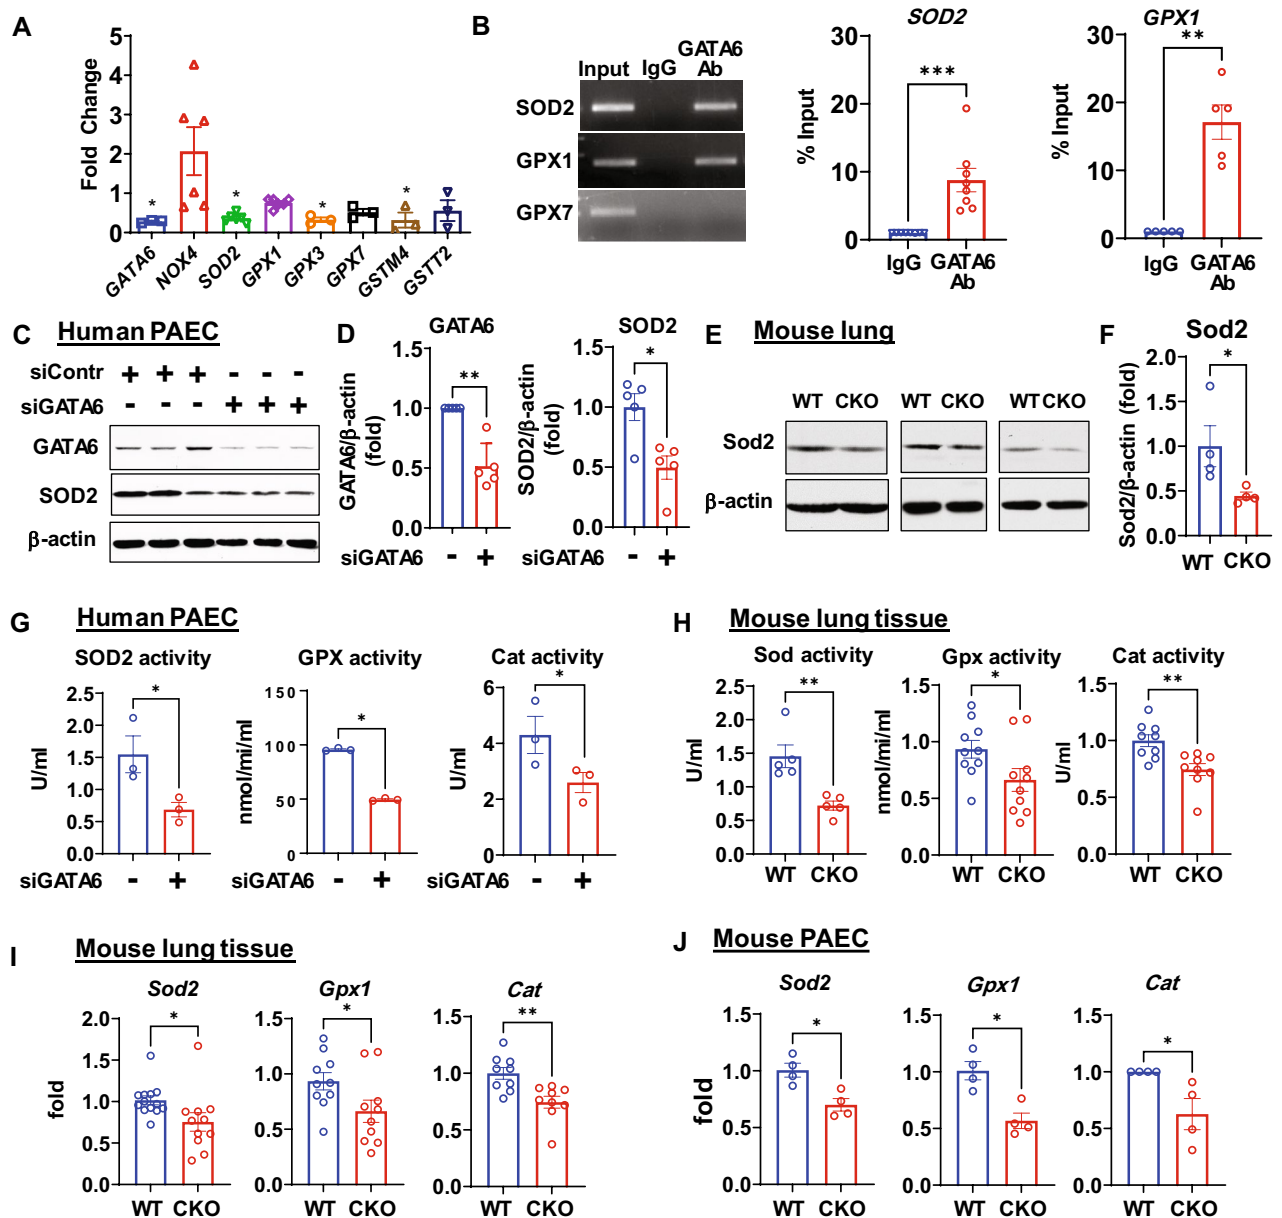 A
Fold Change
5
4
3
2
1
0
*
*
*
*
GATA6
NOX4
SOD2
GPX1
GPX3
GPX7
GSTM4
GSTT2
B
Input IgG GATA6 Ab
SOD2
GPX1
GPX7
SOD2
% Input
30
20
10
0
***
IgG GATA6 Ab
GPX1
% Input
30
20
10
0
**
IgG GATA6 Ab
C Human PAEC
siContr + + + - - -
siGATA6 - - - + + +
GATA6
SOD2
β-actin
D
GATA6
GATA6/β-actin (fold)
1.5
1.0
0.5
0.0
**
siGATA6 - +
SOD2
SOD2/β-actin (fold)
1.5
1.0
0.5
0.0
*
siGATA6 - +
E Mouse lung
WT CKO WT CKO WT CKO
Sod2
β-actin
F
Sod2
Sod2/β-actin (fold)
2.0
1.5
1.0
0.5
0.0
*
WT CKO
G Human PAEC
SOD2 activity
U/ml
2.5
2.0
1.5
1.0
0.5
0.0
*
siGATA6 - +
GPX activity
nmol/mi/ml
150
100
50
0
*
siGATA6 - +
Cat activity
U/ml
6
4
2
0
*
siGATA6 - +
H Mouse lung tissue
Sod activity
U/ml
2.5
2.0
1.5
1.0
0.5
0.0
**
WT CKO
Gpx activity
nmol/mi/ml
1.5
1.0
0.5
0.0
*
WT CKO
Cat activity
U/ml
1.5
1.0
0.5
0.0
**
WT CKO
I Mouse lung tissue
Sod2
fold
2.0
1.5
1.0
0.5
0.0
*
WT CKO
Gpx1
1.5
1.0
0.5
0.0
*
WT CKO
Cat
1.5
1.0
0.5
0.0
**
WT CKO
J Mouse PAEC
Sod2
fold
1.5
1.0
0.5
0.0
*
WT CKO
Gpx1
1.5
1.0
0.5
0.0
*
WT CKO
Cat
1.5
1.0
0.5
0.0
*
WT CKO